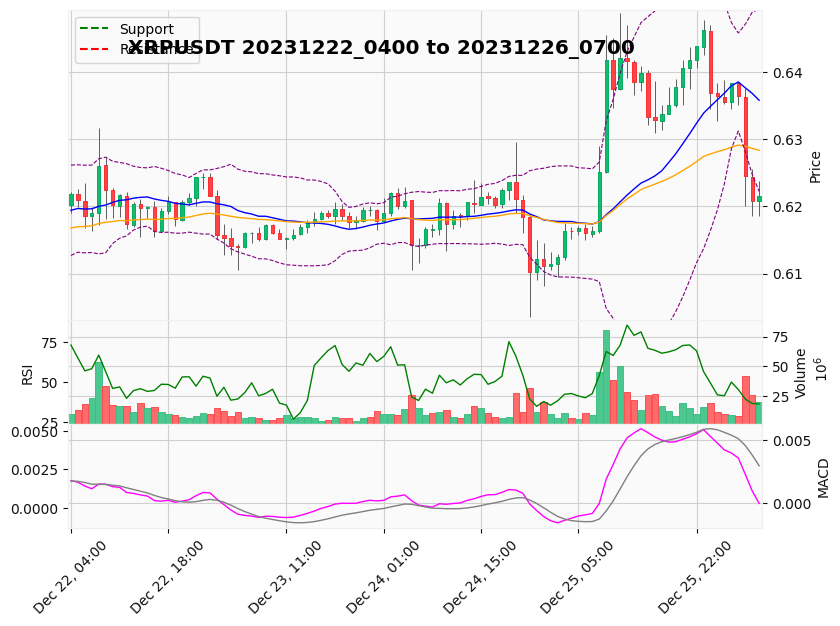 XRPUSDT 20231222_0400 to 20231226_0700
Support
Resistance
0.64
0.63
0.62
0.61
Price
75
50
25
RSI
75
50
25
Volume
10^6
0.0050
0.0025
0.0000
0.005
0.000
MACD
Dec 22, 04:00
Dec 22, 18:00
Dec 23, 11:00
Dec 24, 01:00
Dec 24, 15:00
Dec 25, 05:00
Dec 25, 22:00